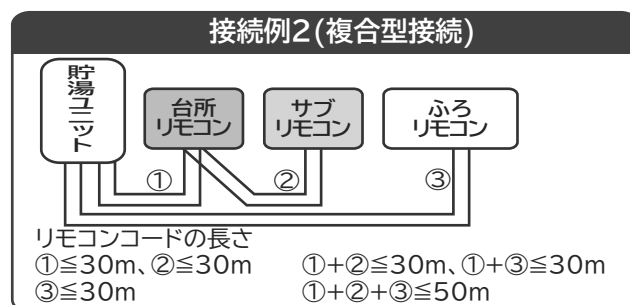 接続例2(複合型接続)
貯湯ユニット
台所
リモコン
サブ
リモコン
ふろ
リモコン
①
②
③
リモコンコードの長さ
①≦30m、②≦30m
①+②≦30m、①+③≦30m
③≦30m
①+②+③≦50m